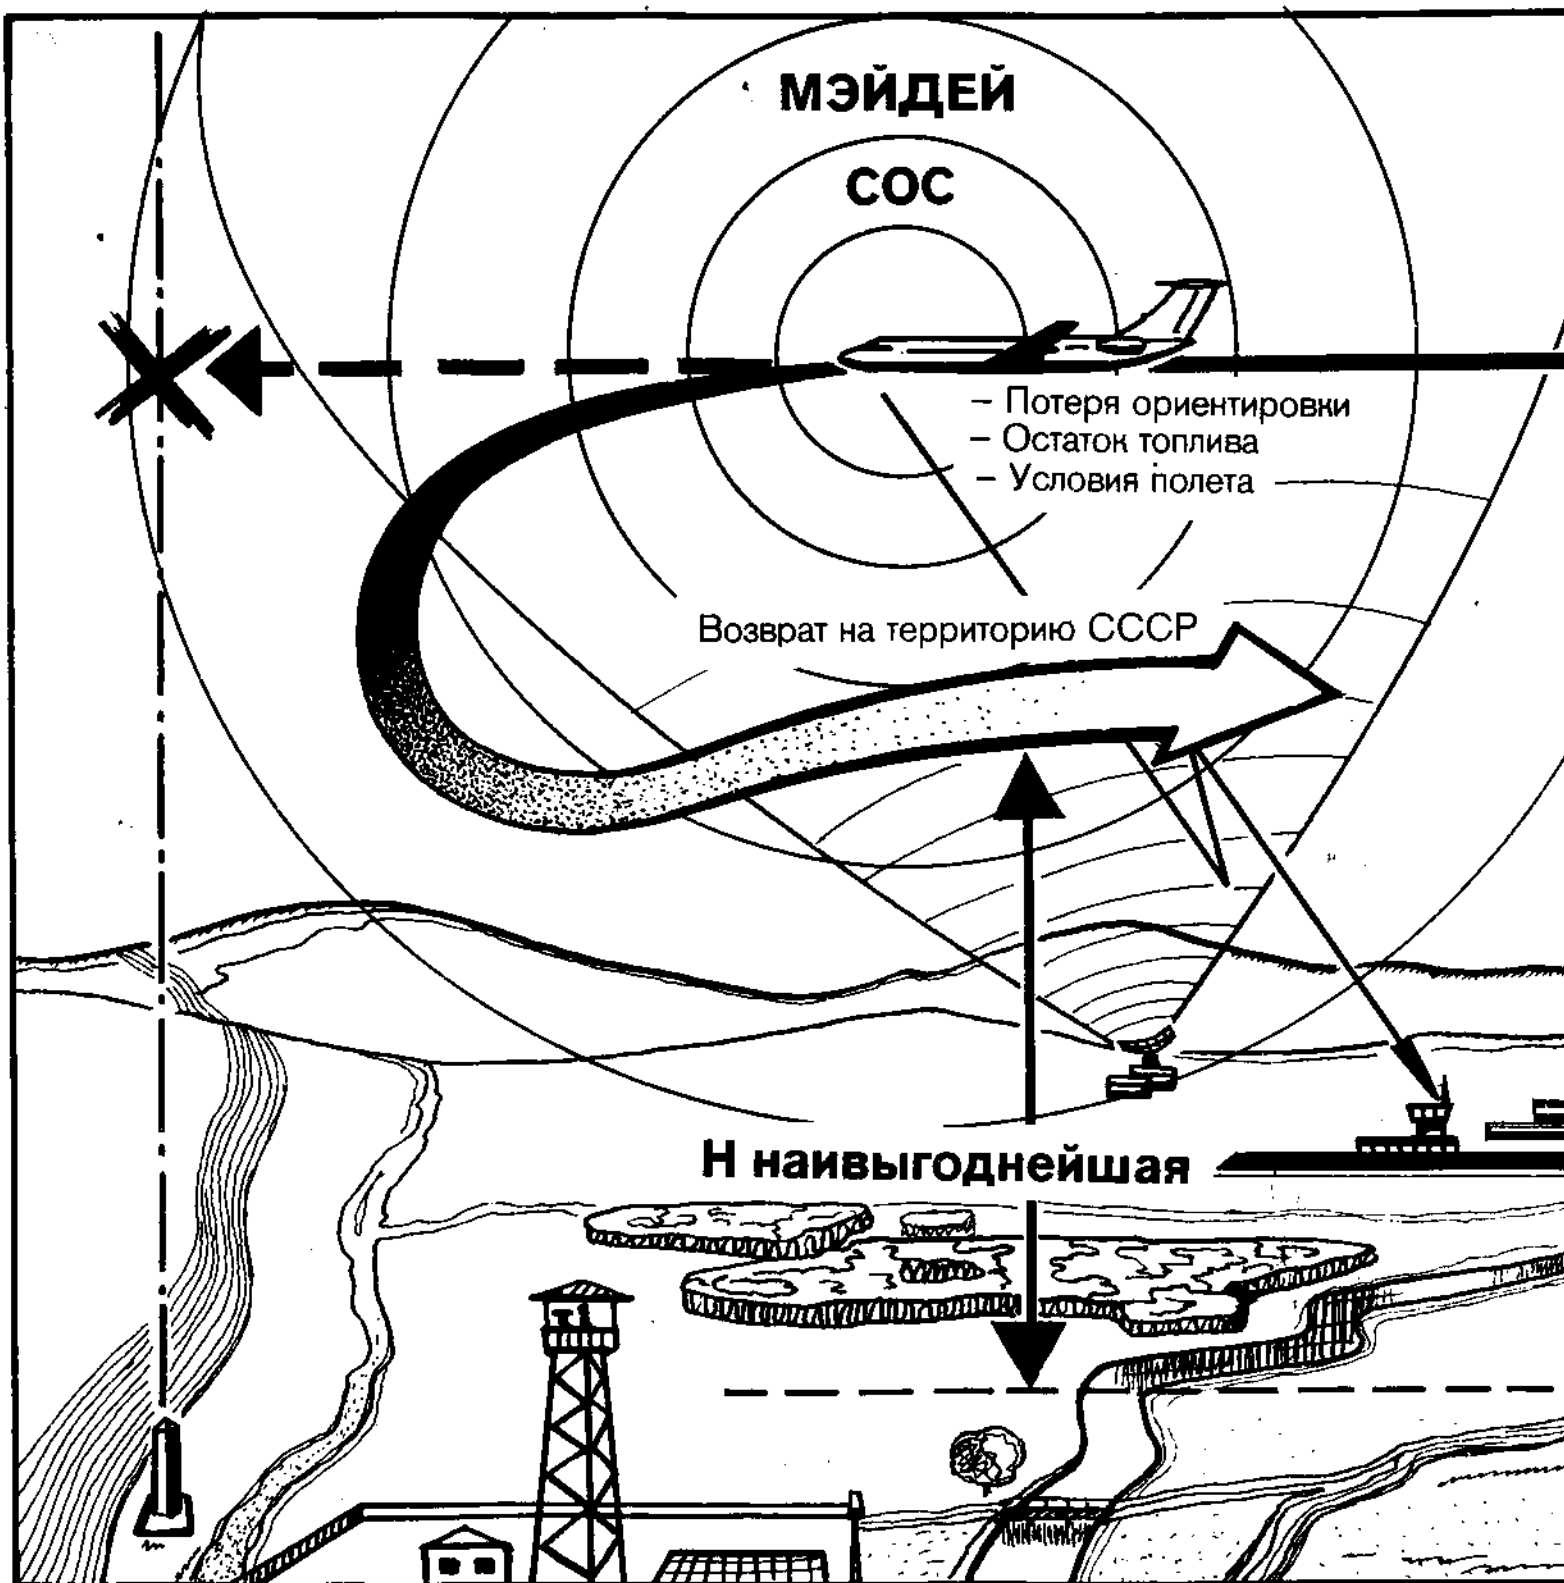 МЭЙДЕЙ
СОС
– Потеря ориентировки
– Остаток топлива
– Условия полета
Возврат на территорию СССР
Н наивыгоднейшая